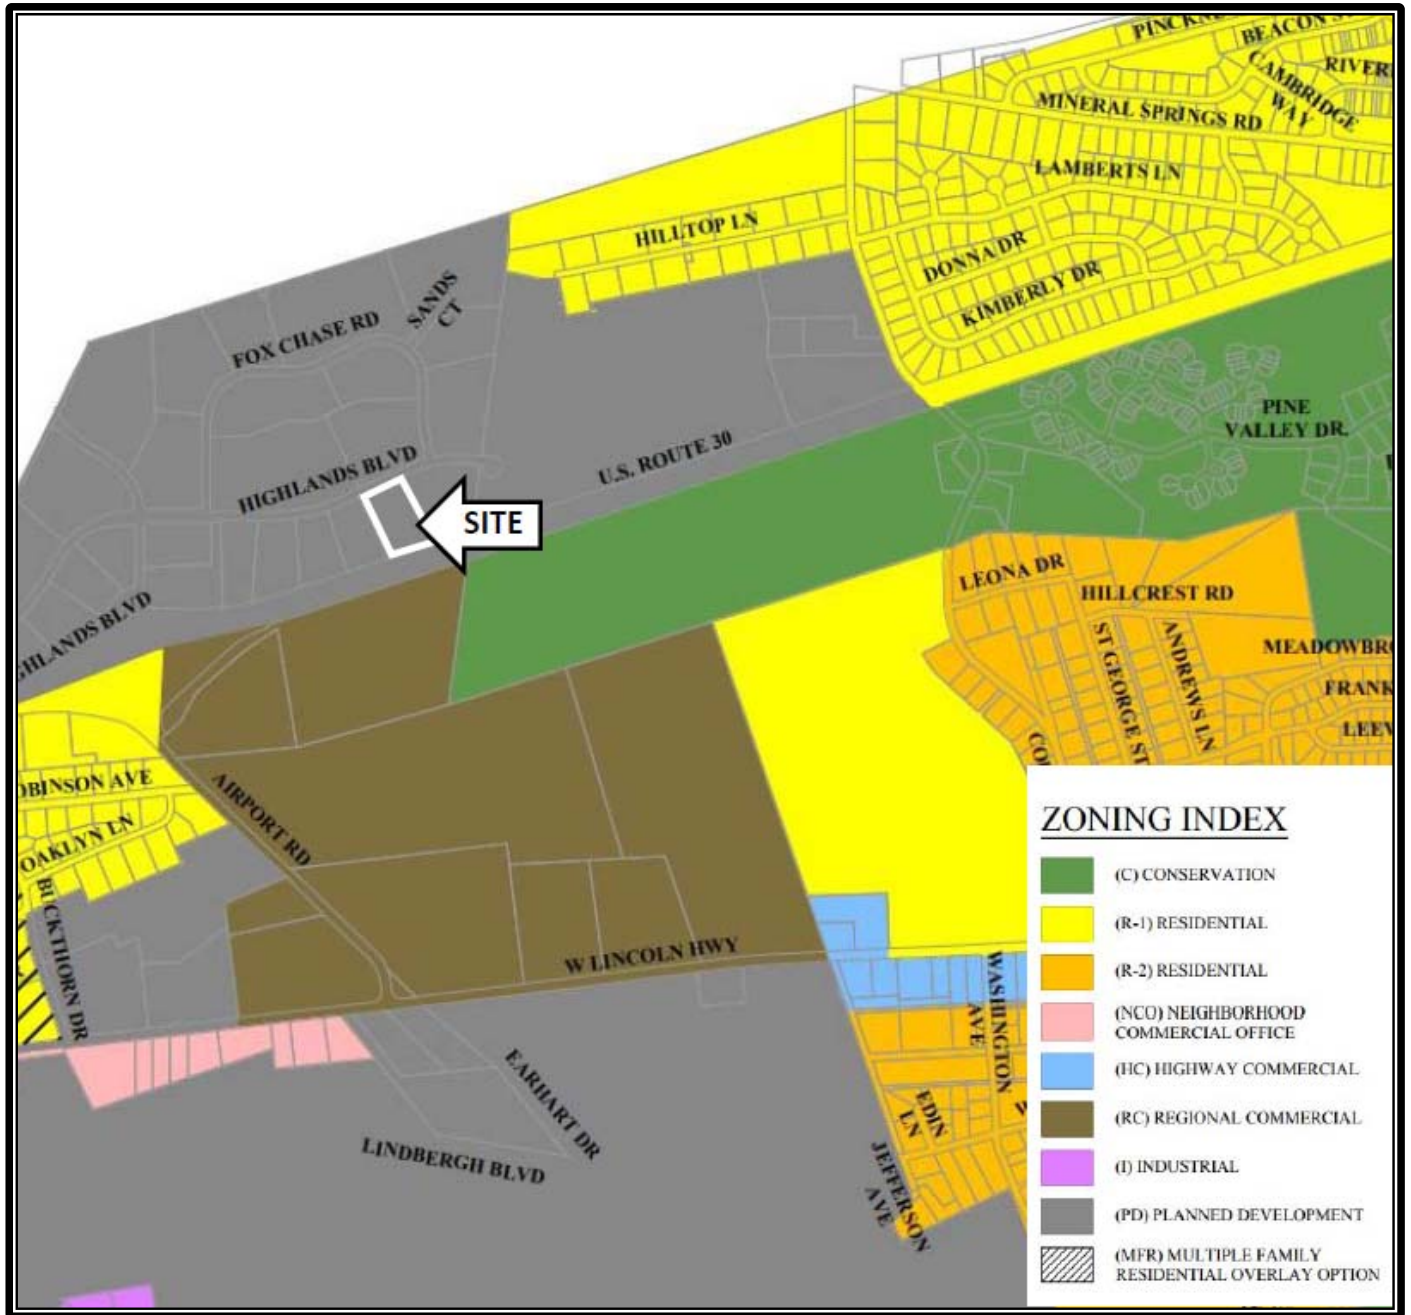 BEACON
CAMBRIDGE
WAY
MINERAL SPRINGS RD
LAMBERTS LN
HILLTOP LN
DONNA DR
KIMBERLY DR
SANDS
CT
FOX CHASE RD
PINE
VALLEY DR.
U.S. ROUTE 30
HIGHLANDS BLVD
SITE
LEONA DR
HILLCREST RD
BLVD
ST GEORGE ST
ANDREWS LN
AVE
AIRPORT RD
OAKLYN LN
BUCKTHORN DR
W LINCOLN HWY
WASHINGTON
AVE
EDIN
LN
EARHART DR
LINDBERGH BLVD
JEFFERSON
AVE
ZONING INDEX
(C) CONSERVATION
(R-1) RESIDENTIAL
(R-2) RESIDENTIAL
(NCO) NEIGHBORHOOD
COMMERCIAL OFFICE
(HC) HIGHWAY COMMERCIAL
(RC) REGIONAL COMMERCIAL
(I) INDUSTRIAL
(PD) PLANNED DEVELOPMENT
(MFR) MULTIPLE FAMILY
RESIDENTIAL OVERLAY OPTION